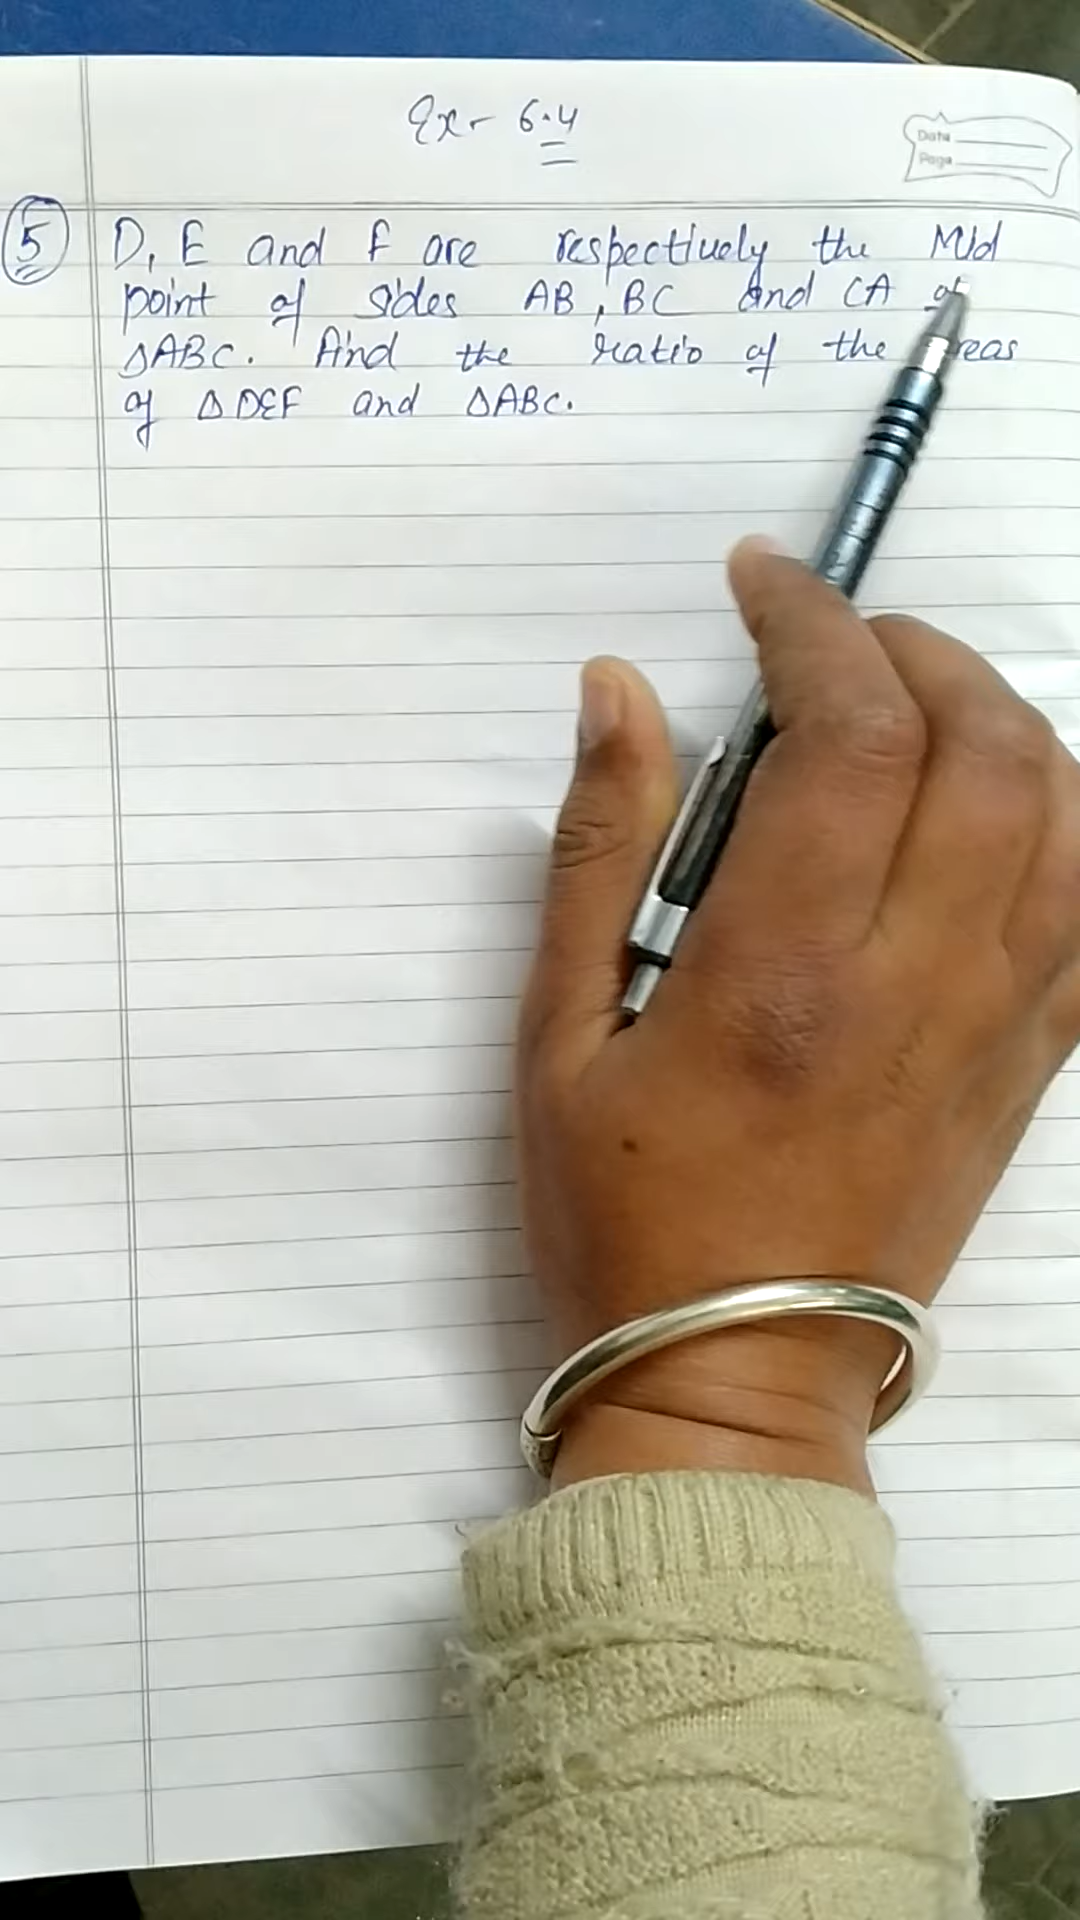 Ex- 6.4
Data
Page
5 D, E and F are respectively the Mid
point of sides AB, BC and CA of
ΔABC. Find the ratio of the areas
of ΔDEF and ΔABC.